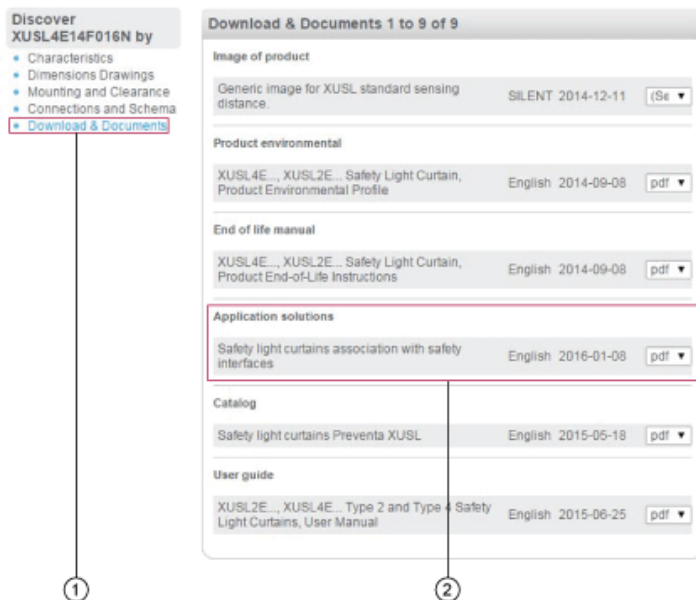 Discover
XUSL4E14F016N by
Characteristics
Dimensions Drawings
Mounting and Clearance
Connections and Schema
Download & Documents
Download & Documents 1 to 9 of 9
Image of product
Generic image for XUSL standard sensing
distance.
SILENT 2014-12-11 (Se
Product environmental
XUSL4E..., XUSL2E... Safety Light Curtain,
Product Environmental Profile
English 2014-09-08 pdf
End of life manual
XUSL4E..., XUSL2E... Safety Light Curtain,
Product End-of-Life Instructions
English 2014-09-08 pdf
Application solutions
Safety light curtains association with safety
interfaces
English 2016-01-08 pdf
Catalog
Safety light curtains Preventa XUSL English 2015-05-18 pdf
User guide
XUSL2E..., XUSL4E... Type 2 and Type 4 Safety
Light Curtains, User Manual
English 2015-06-25 pdf
1
2